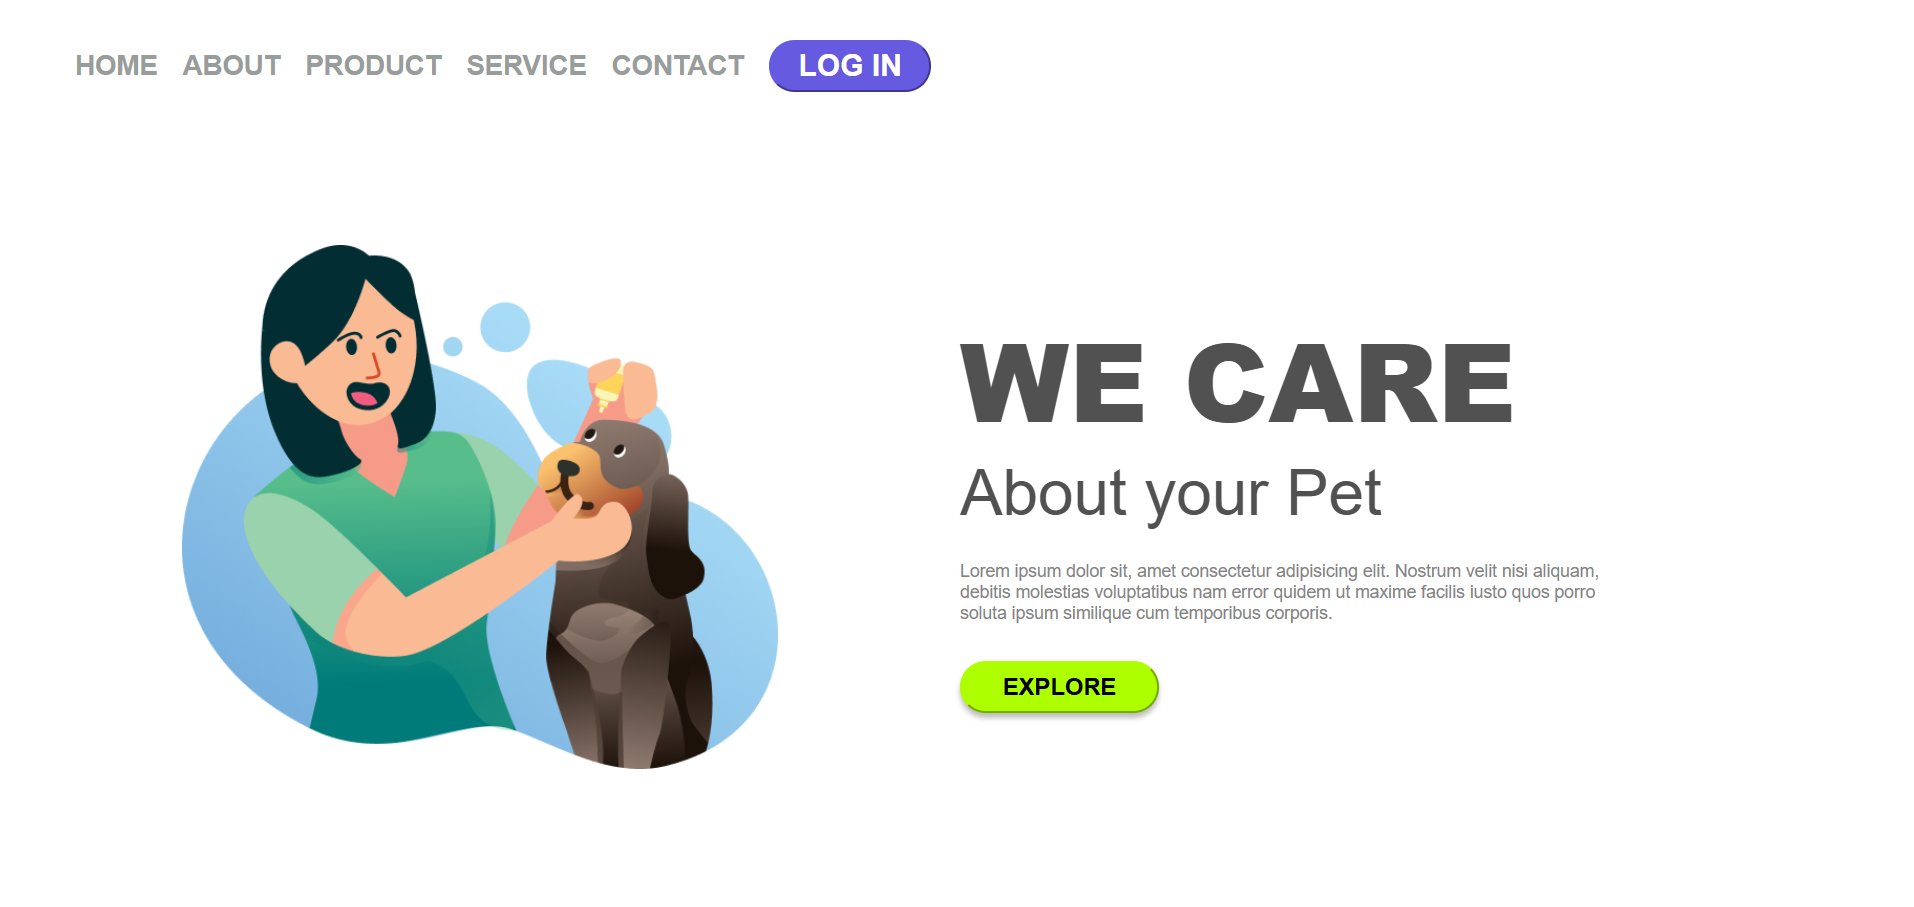 HOME ABOUT PRODUCT SERVICE CONTACT LOG IN
WE CARE
About your Pet
Lorem ipsum dolor sit, amet consectetur adipisicing elit. Nostrum velit nisi aliquam,
debitis molestias voluptatibus nam error quidem ut maxime facilis iusto quos porro
soluta ipsum similique cum temporibus corporis.
EXPLORE